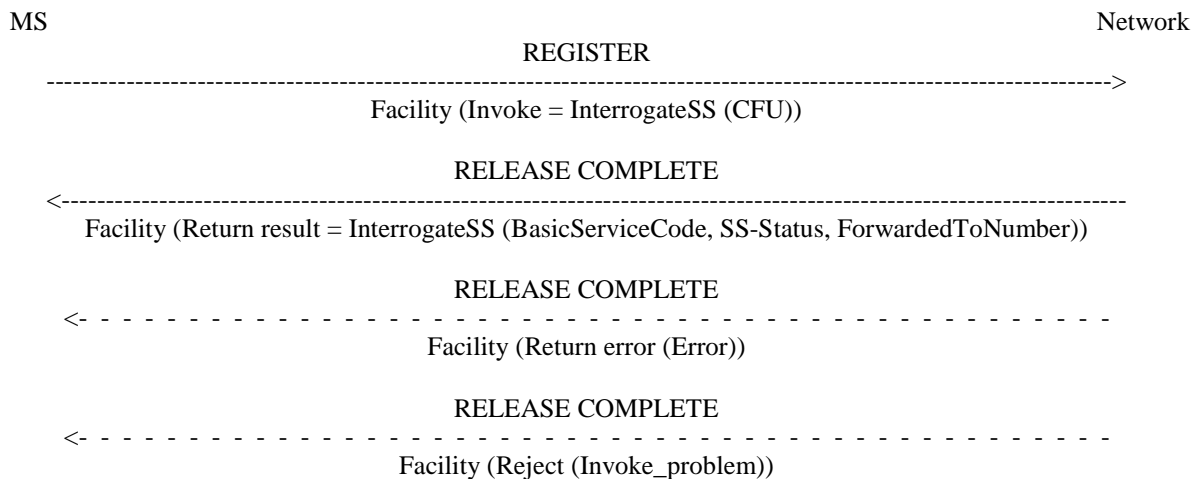 MS Network
REGISTER
------------------------------------------------------------------------------------------------------------------------>
Facility (Invoke = InterrogateSS (CFU))
RELEASE COMPLETE
<------------------------------------------------------------------------------------------------------------------------
Facility (Return result = InterrogateSS (BasicServiceCode, SS-Status, ForwardedToNumber))
RELEASE COMPLETE
<- - - - - - - - - - - - - - - - - - - - - - - - - - - - - - - - - - - - - - - - - - - - - - - -
Facility (Return error (Error))
RELEASE COMPLETE
<- - - - - - - - - - - - - - - - - - - - - - - - - - - - - - - - - - - - - - - - - - - - - - - -
Facility (Reject (Invoke_problem))